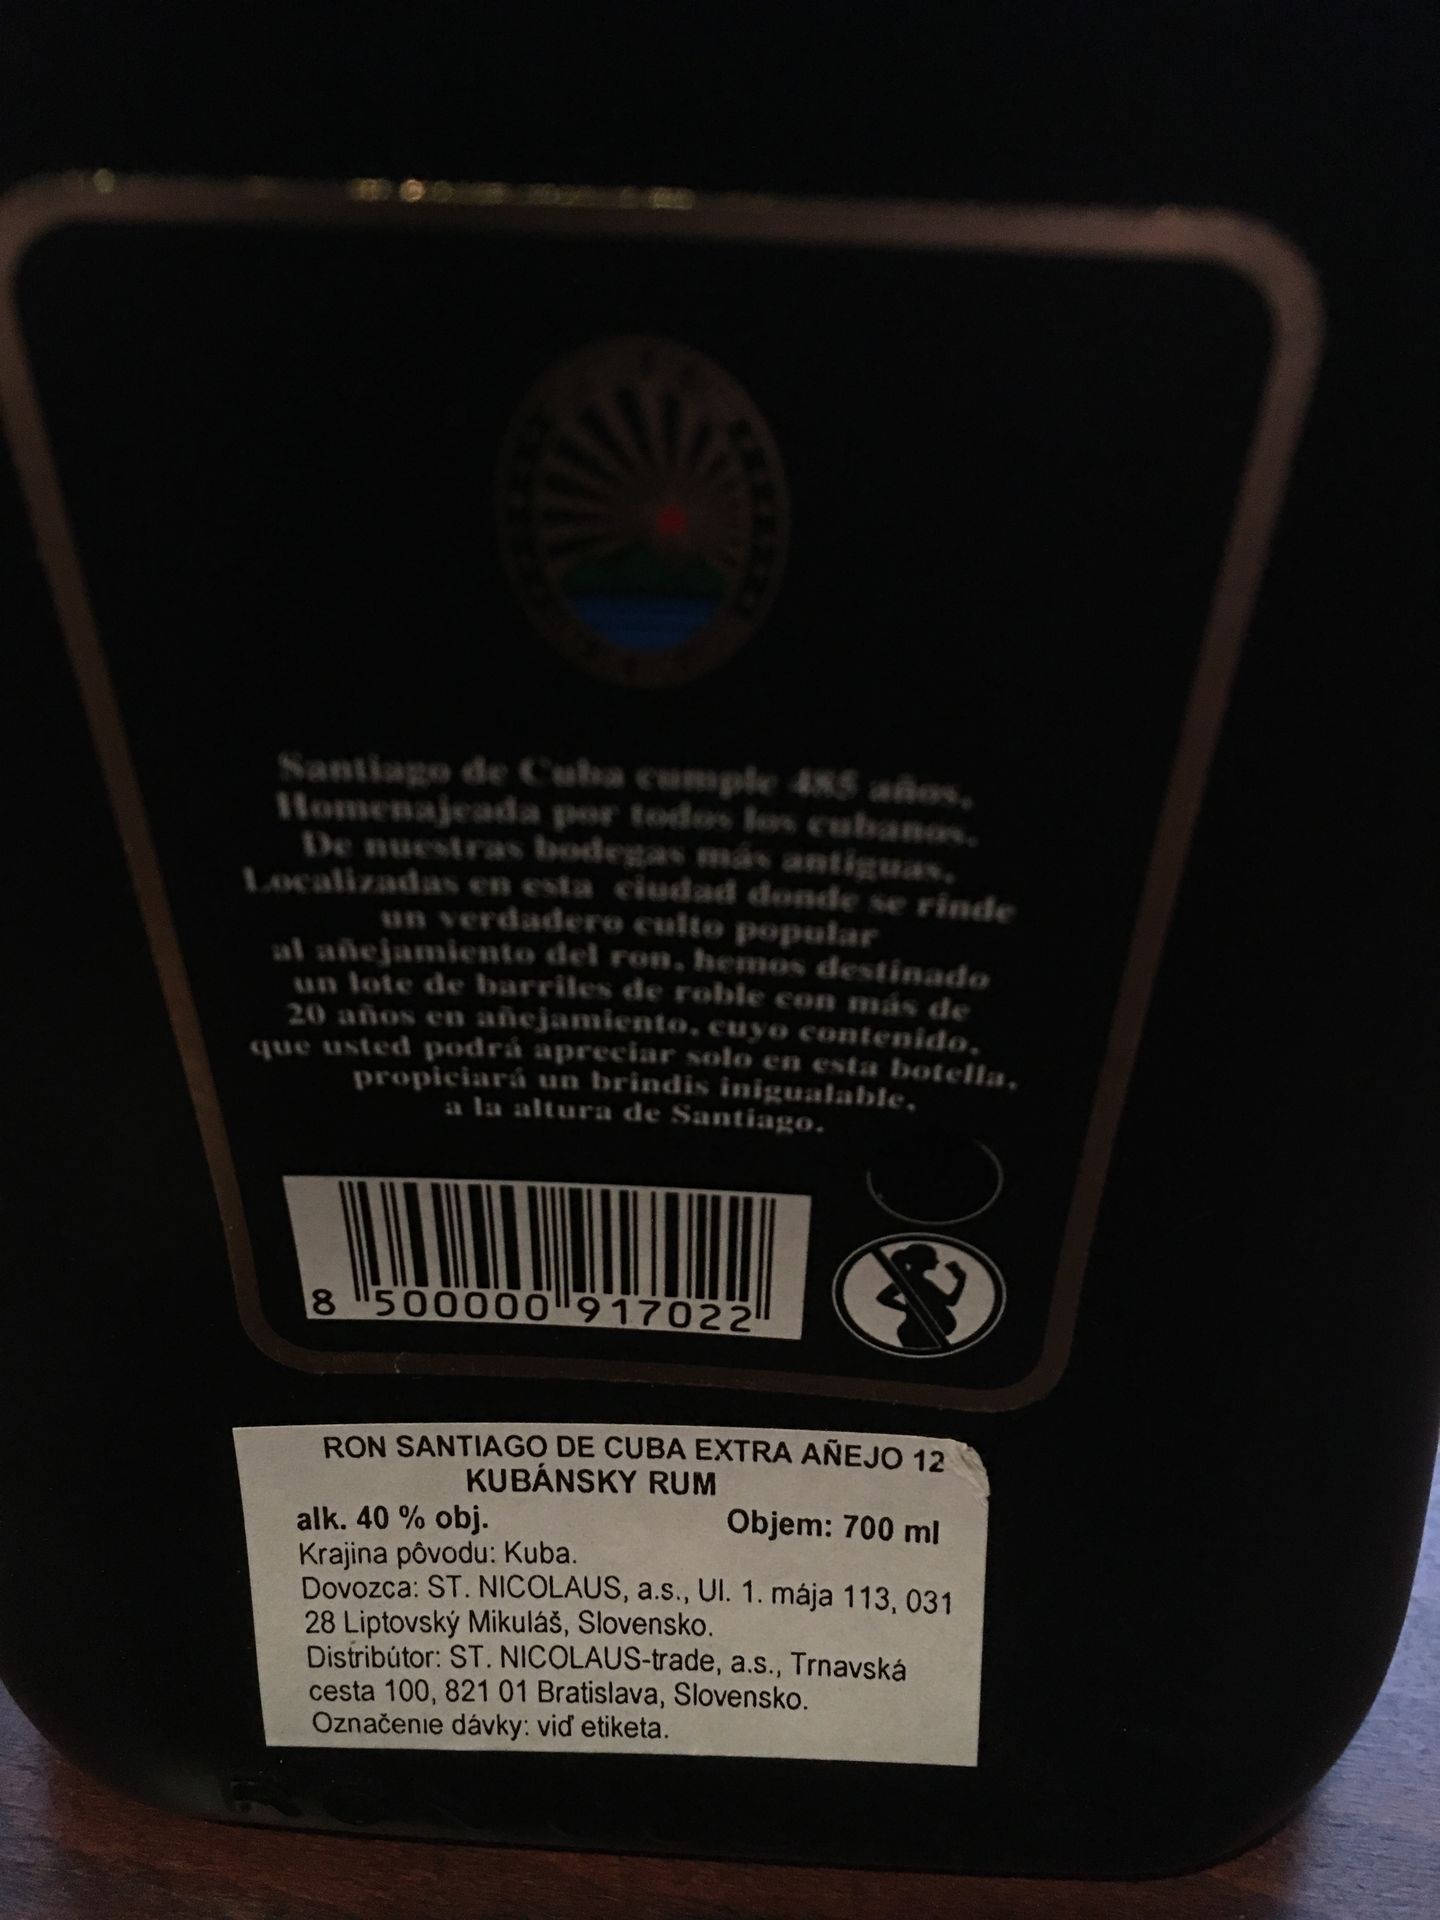 Santiago de Cuba cumple 485 años.
Homenajeada por todos los cubanos.
De nuestras bodegas más antiguas.
Localizadas en esta ciudad donde se rinde
un verdadero culto popular
al añejamiento del ron, hemos destinado
un lote de barriles de roble con más de
20 años en añejamiento, cuyo contenido,
que usted podrá apreciar solo en esta botella,
propiciará un brindis inigualable,
a la altura de Santiago.
8 500000 917022
RON SANTIAGO DE CUBA EXTRA AÑEJO 12
KUBÁNSKY RUM
alk. 40 % obj. Objem: 700 ml
Krajina pôvodu: Kuba.
Dovozca: ST. NICOLAUS, a.s., Ul. 1. mája 113, 031
28 Liptovský Mikuláš, Slovensko.
Distribútor: ST. NICOLAUS-trade, a.s., Trnavská
cesta 100, 821 01 Bratislava, Slovensko.
Označenie dávky: viď etiketa.